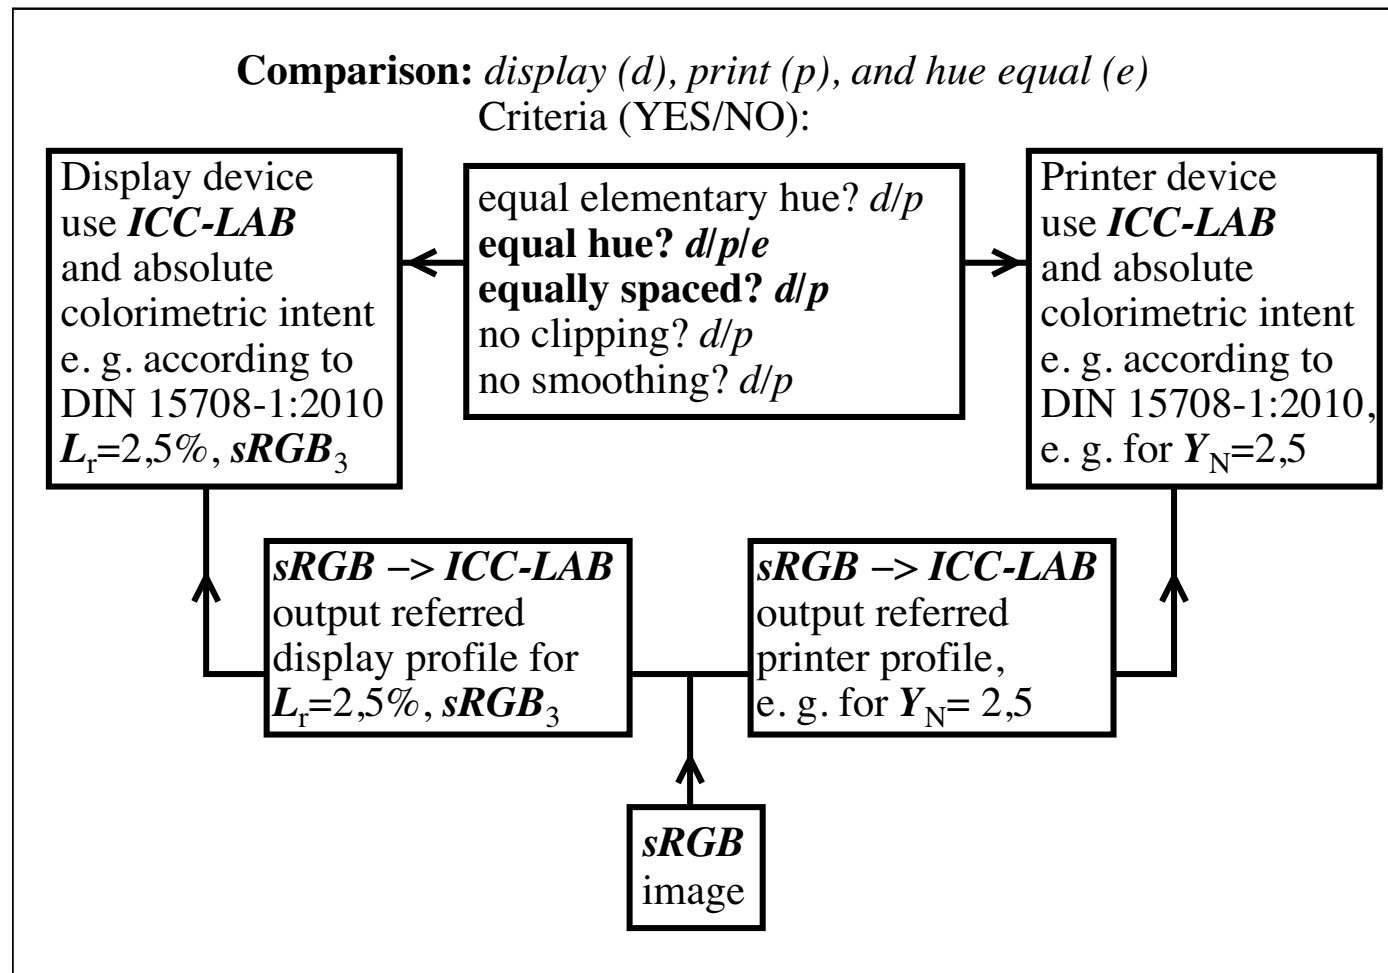 Comparison: display (d), print (p), and hue equal (e)
Criteria (YES/NO):
Display device
use ICC-LAB
and absolute
colorimetric intent
e. g. according to
DIN 15708-1:2010
Lr=2,5%, sRGB3
equal elementary hue? d/p
equal hue? d/p/e
equally spaced? d/p
no clipping? d/p
no smoothing? d/p
Printer device
use ICC-LAB
and absolute
colorimetric intent
e. g. according to
DIN 15708-1:2010,
e. g. for YN=2,5
sRGB –> ICC-LAB
output referred
display profile for
Lr=2,5%, sRGB3
sRGB –> ICC-LAB
output referred
printer profile,
e. g. for YN= 2,5
sRGB
image